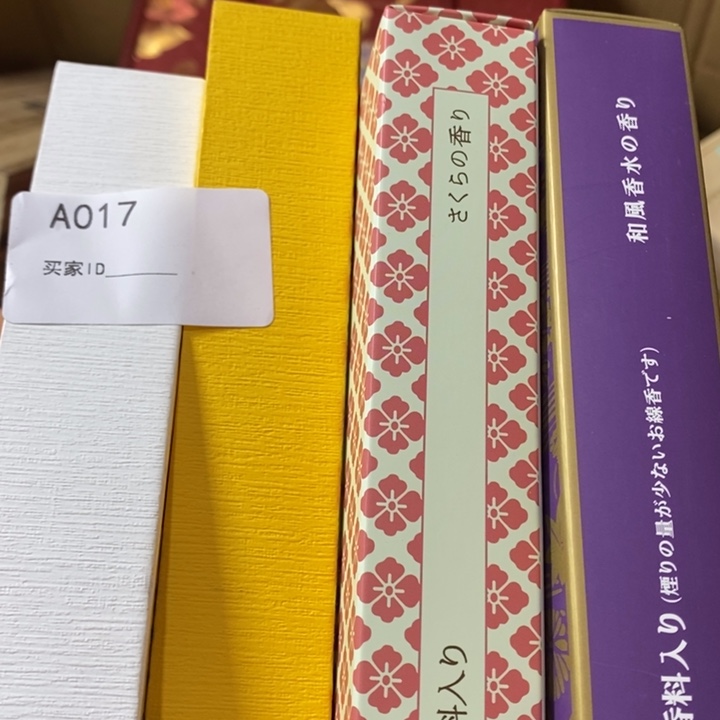 A017
买家ID
さくらの香り
料入り
和風香水の香り
香料入り(煙りの量が少ないお線香です)